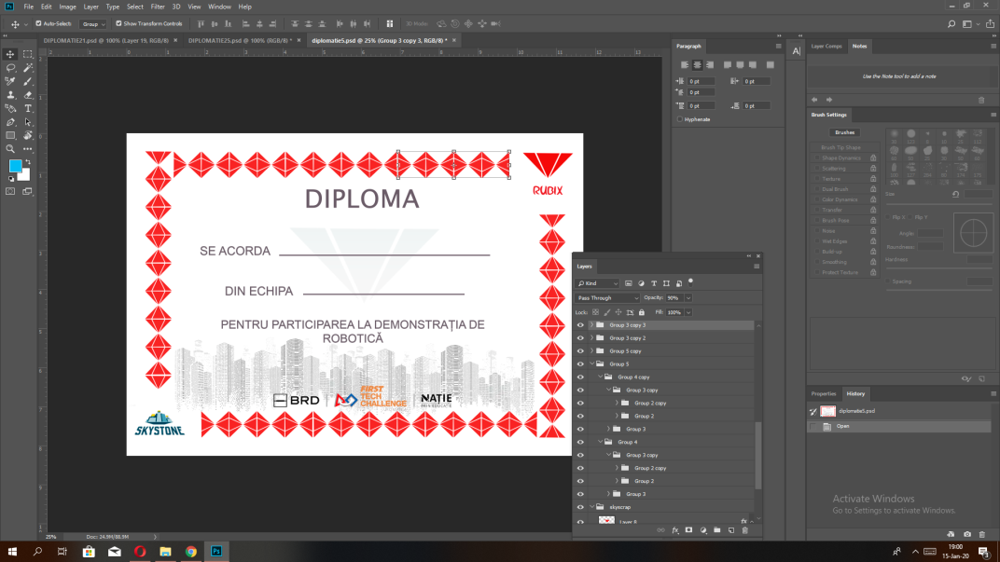 Ps File Edit Image Layer Type Select Filter 3D View Window Help
Auto-Select: Group Show Transform Controls 3D Mode:
DIPLOMATIE21.psd @ 100% (Layer 19, RGB/8) × DIPLOMATIE25.psd @ 100% (RGB/8) * × diplomatie5.psd @ 25% (Group 3 copy 3, RGB/8) * ×
Paragraph
0 pt 0 pt
0 pt
0 pt 0 pt
Hyphenate
Layer Comps Notes
Use the Note tool to add a note
Brush Settings
Brushes
Brush Tip Shape
Shape Dynamics
Scattering
Texture
Dual Brush
Color Dynamics
Transfer
Brush Pose
Noise
Wet Edges
Build-up
Smoothing
Protect Texture
Size
Flip X Flip Y
Angle:
Roundness:
Hardness
Spacing
RUBIX
DIPLOMA
SE ACORDA
DIN ECHIPA
PENTRU PARTICIPAREA LA DEMONSTRAȚIA DE
ROBOTICĂ
BRD
FIRST
TECH
CHALLENGE
NAȚIE
PRIN EDUCAȚIE
SKYSTONE
Layers
Kind
Pass Through Opacity: 90%
Lock: Fill: 100%
Group 3 copy 3
Group 3 copy 2
Group 5 copy
Group 5
Group 4 copy
Group 3 copy
Group 2 copy
Group 2
Group 3
Group 4
Group 3 copy
Group 2 copy
Group 2
Group 3
skyscrap
Layer 8
fx
Properties History
diplomatie5.psd
Open
Activate Windows
Go to Settings to activate Windows.
25% Doc: 24.9M/88.9M
19:00
15-Jan-20
3